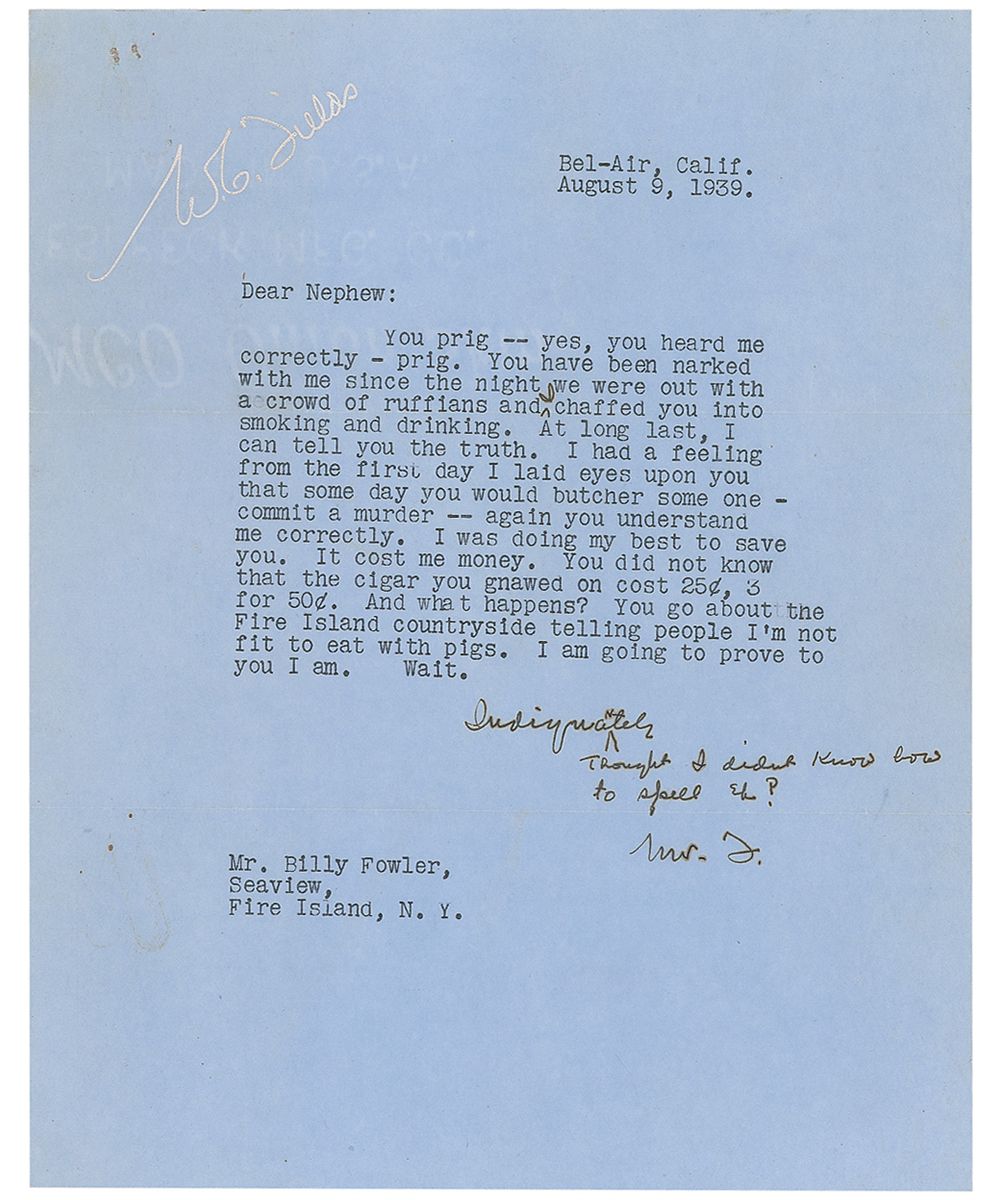 W. C. Fields
Bel-Air, Calif.
August 9, 1939.
Dear Nephew:
You prig -- yes, you heard me
correctly - prig. You have been narked
with me since the night we were out with
a crowd of ruffians and I chaffed you into
smoking and drinking. At long last, I
can tell you the truth. I had a feeling
from the first day I laid eyes upon you
that some day you would butcher some one -
commit a murder -- again you understand
me correctly. I was doing my best to save
you. It cost me money. You did not know
that the cigar you gnawed on cost 25¢, 3
for 50¢. And what happens? You go about the
Fire Island countryside telling people I'm not
fit to eat with pigs. I am going to prove to
you I am. Wait.
Indignantely
Thought I didnt know how
to spell Eh?
Mr. F.
Mr. Billy Fowler,
Seaview,
Fire Island, N. Y.